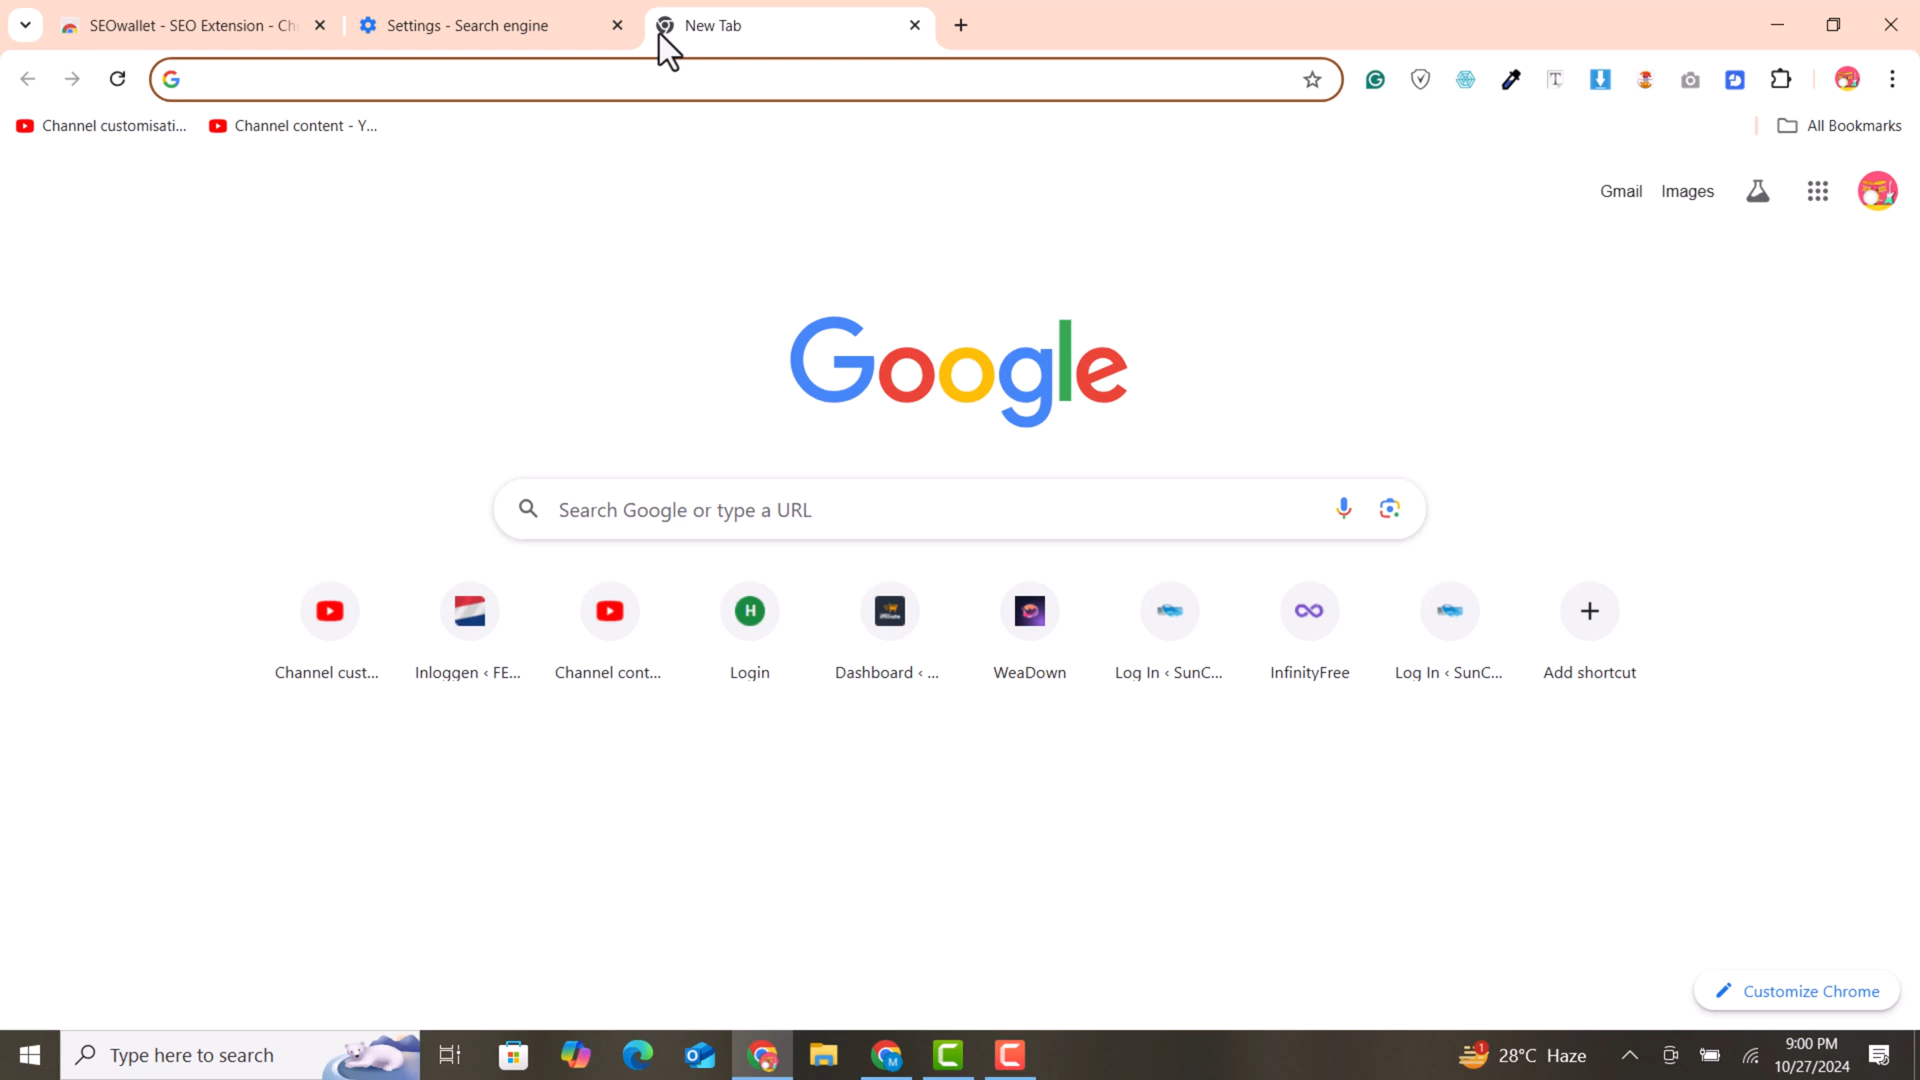 SEOwallet - SEO Extension - Ch
Settings - Search engine
New Tab
Channel customisati...
Channel content - Y...
All Bookmarks
Gmail
Images
Google
Search Google or type a URL
Channel cust...
Inloggen ‹ FE...
Channel cont...
H
Login
Dashboard ‹ ...
WeaDown
Log In ‹ SunC...
InfinityFree
Log In ‹ SunC...
Add shortcut
Customize Chrome
Type here to search
1
28°C Haze
9:00 PM
10/27/2024